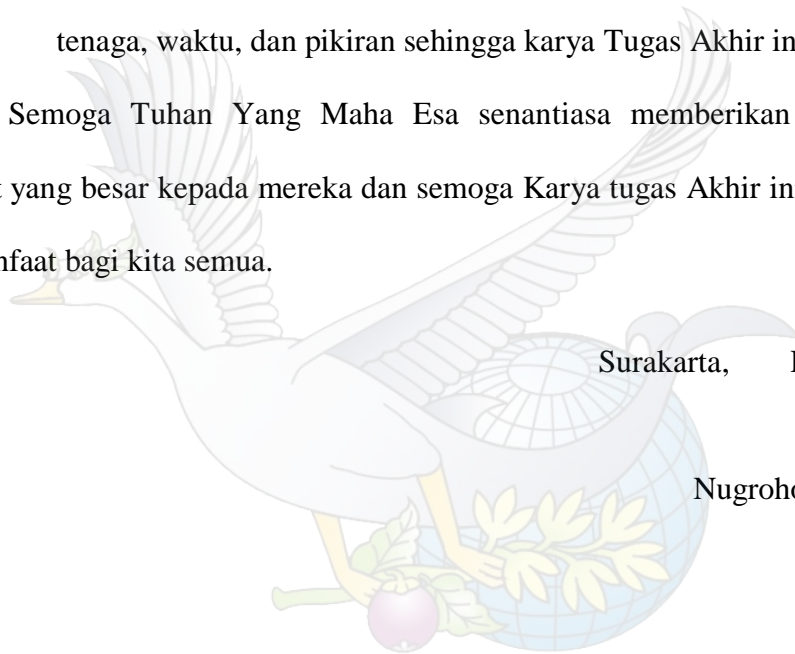 tenaga, waktu, dan pikiran sehingga karya Tugas Akhir in
Semoga Tuhan Yang Maha Esa senantiasa memberikan
yang besar kepada mereka dan semoga Karya tugas Akhir in
nfaat bagi kita semua.
Surakarta,
Nugroho